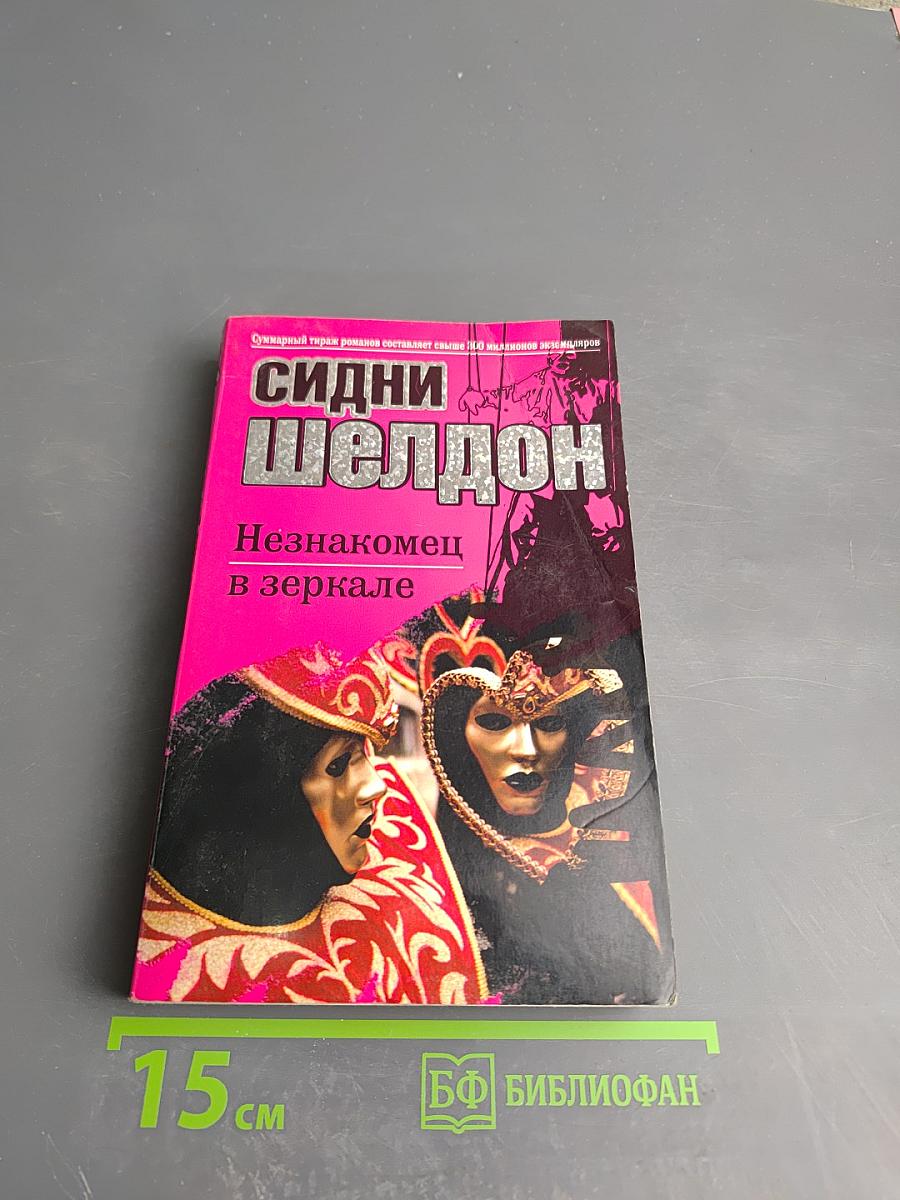 Суммарный тираж романов составляет свыше 300 миллионов экземпляров
СИДНИ
ШЕЛДОН
Незнакомец
в зеркале
15 см
БФ БИБЛИОФАН